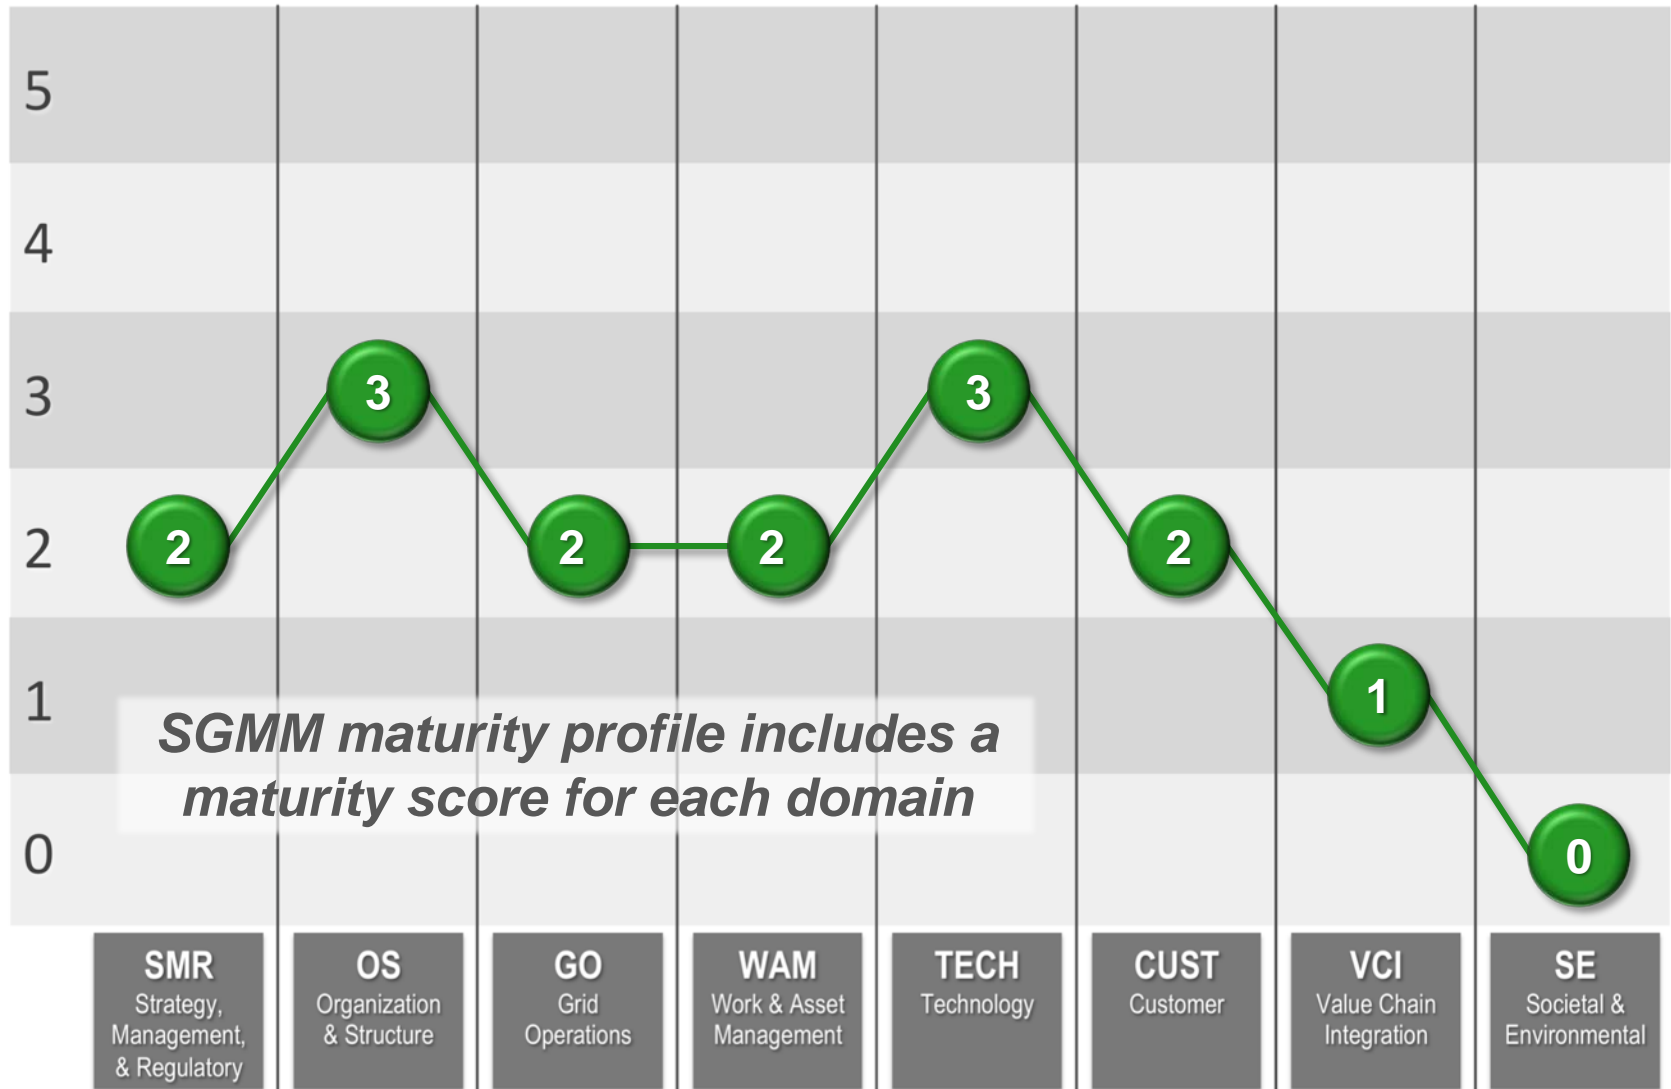 5
4
3
2
1
0
2
3
2
2
3
2
1
0
SGMM maturity profile includes a
maturity score for each domain
SMR
Strategy,
Management,
& Regulatory
OS
Organization
& Structure
GO
Grid
Operations
WAM
Work & Asset
Management
TECH
Technology
CUST
Customer
VCI
Value Chain
Integration
SE
Societal &
Environmental